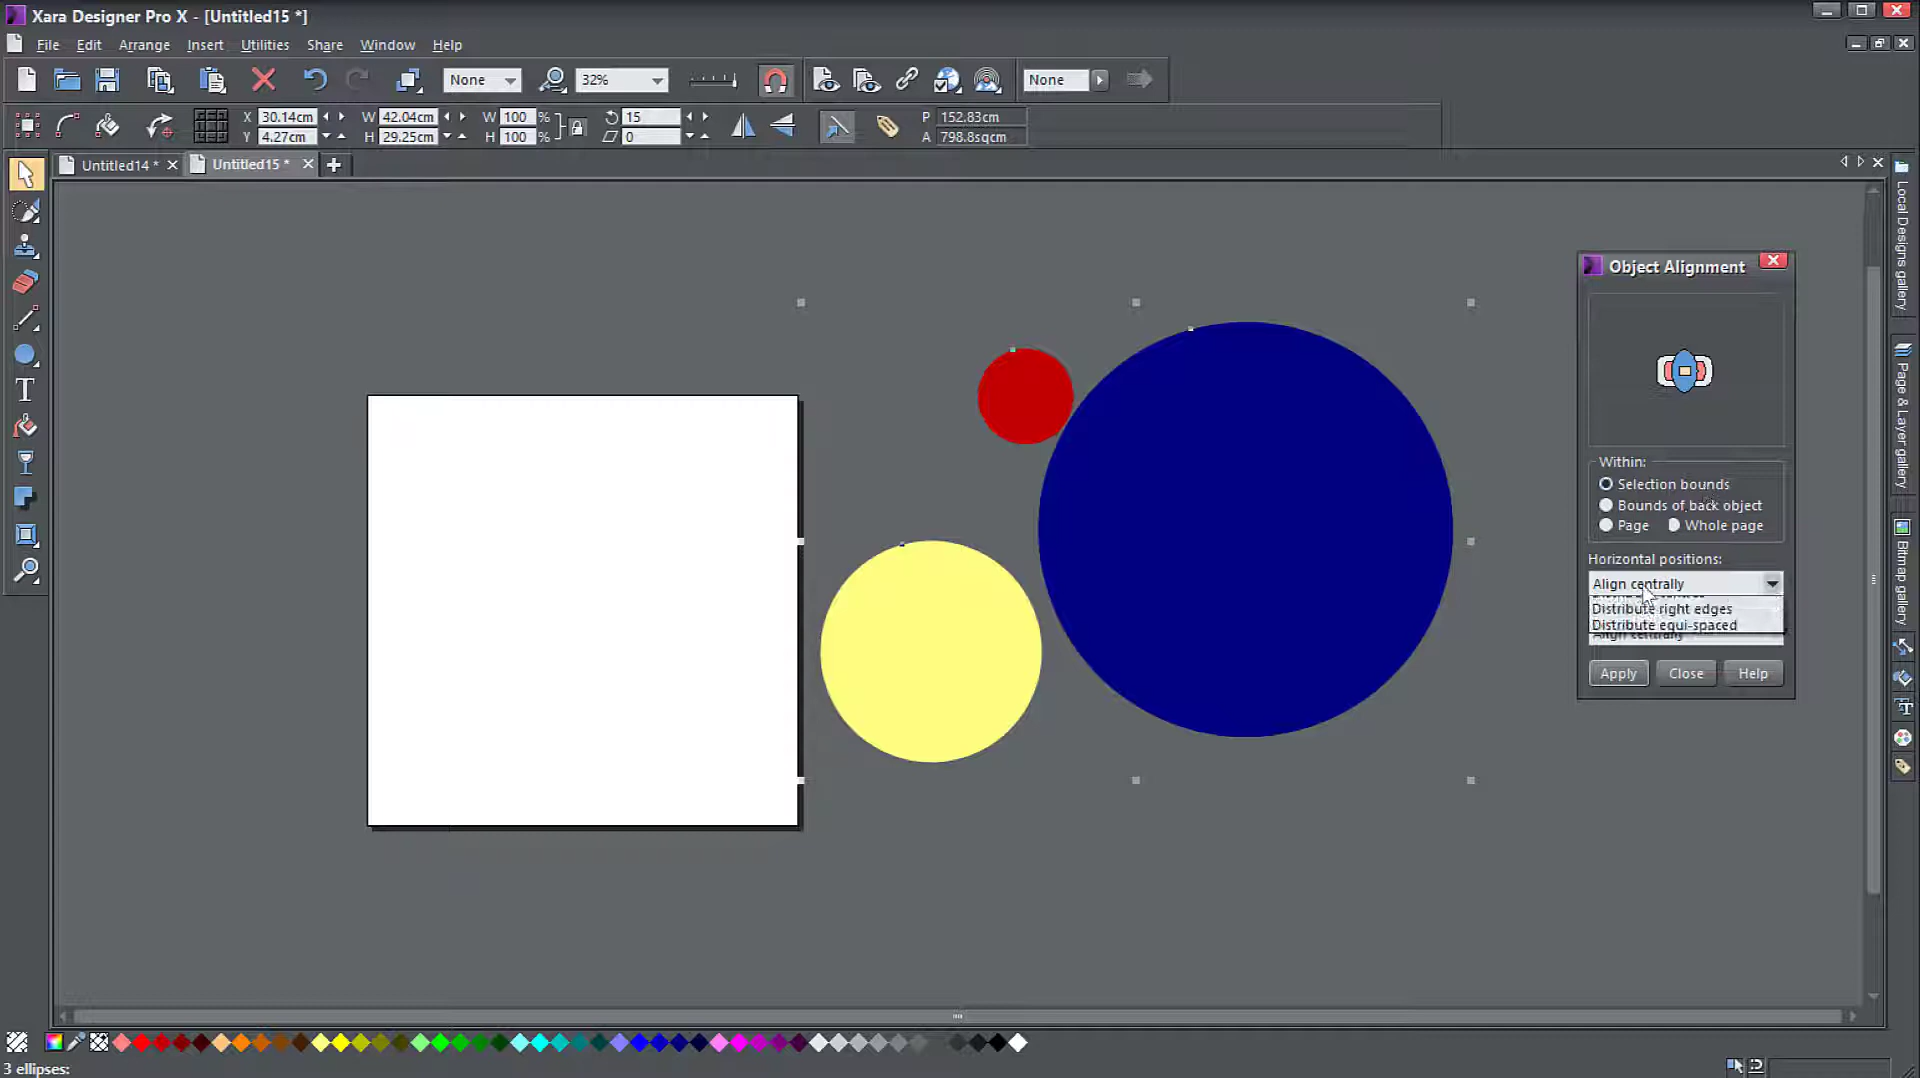 Xara Designer Pro X - [Untitled15 *]
File Edit Arrange Insert Utilities Share Window Help
None 32% None
X 30.14cm W 42.04cm W 100 % 15 P 152.83cm
Y 4.27cm H 29.25cm H 100 % 0 A 798.8sqcm
Untitled14 * Untitled15 *
Local Designs gallery
Page & Layer gallery
Bitmap gallery
Object Alignment
Within:
Selection bounds
Bounds of back object
Page Whole page
Horizontal positions:
Align centrally
Distribute right edges
Distribute equi-spaced
Align centrally
Apply Close Help
3 ellipses: